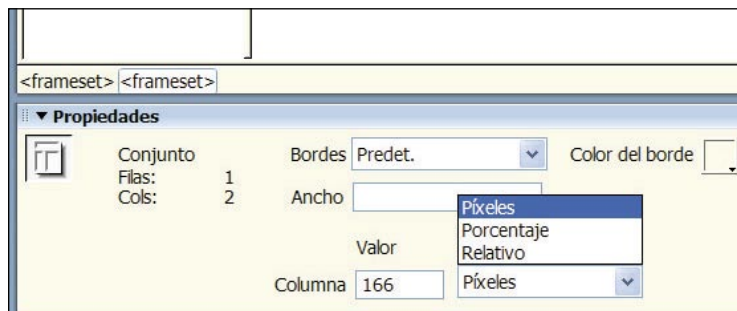 <frameset> <frameset>
Propiedades
Conjunto Bordes Predet. Color del borde
Filas: 1
Cols: 2 Ancho
Píxeles
Porcentaje
Valor Relativo
Columna 166 Píxeles